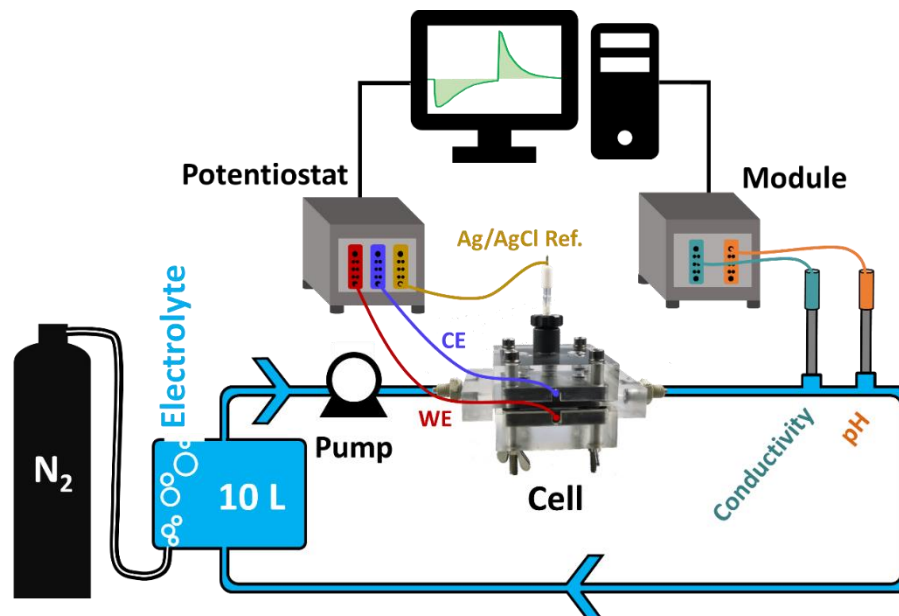 Potentiostat
Module
Ag/AgCl Ref.
Electrolyte
CE
WE
Pump
N2
10 L
Cell
Conductivity
pH